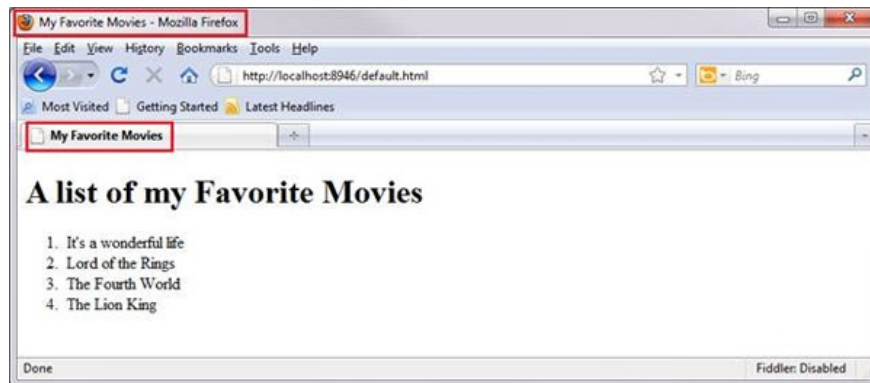 My Favorite Movies - Mozilla Firefox
File Edit View History Bookmarks Tools Help
http://localhost:8946/default.html Bing
Most Visited Getting Started Latest Headlines
My Favorite Movies
A list of my Favorite Movies
1. It's a wonderful life
2. Lord of the Rings
3. The Fourth World
4. The Lion King
Done Fiddler: Disabled